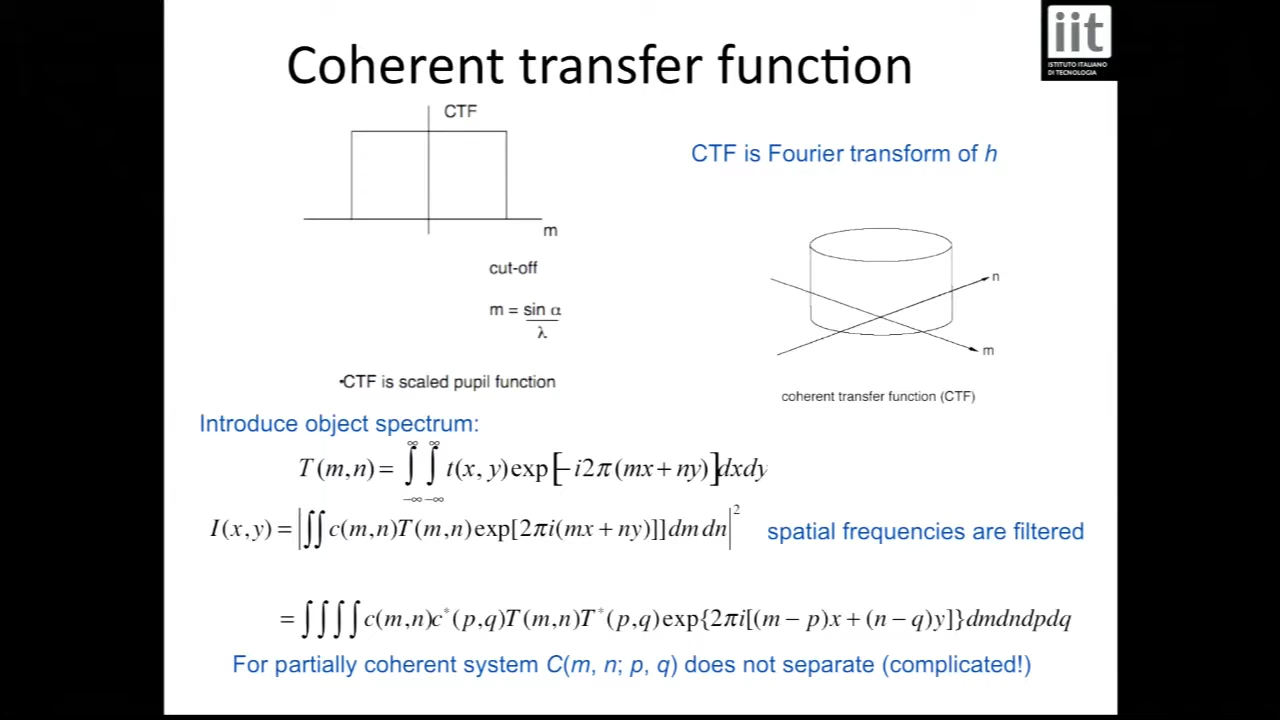 Coherent transfer function
iit
ISTITUTO ITALIANO
DI TECNOLOGIA
CTF
m
cut-off
m = sin α
λ
•CTF is scaled pupil function
CTF is Fourier transform of h
n
m
coherent transfer function (CTF)
Introduce object spectrum:
T(m,n) = ∫_{-∞}^{∞} ∫_{-∞}^{∞} t(x, y) exp[-i2π(mx + ny)]dxdy
I(x,y) = |∫∫ c(m,n)T(m,n)exp[2πi(mx + ny)]]dm dn|²
spatial frequencies are filtered
= ∫∫∫∫ c(m,n)c*(p,q)T(m,n)T*(p,q)exp{2πi[(m − p)x + (n − q)y]}dmdndpdq
For partially coherent system C(m, n; p, q) does not separate (complicated!)